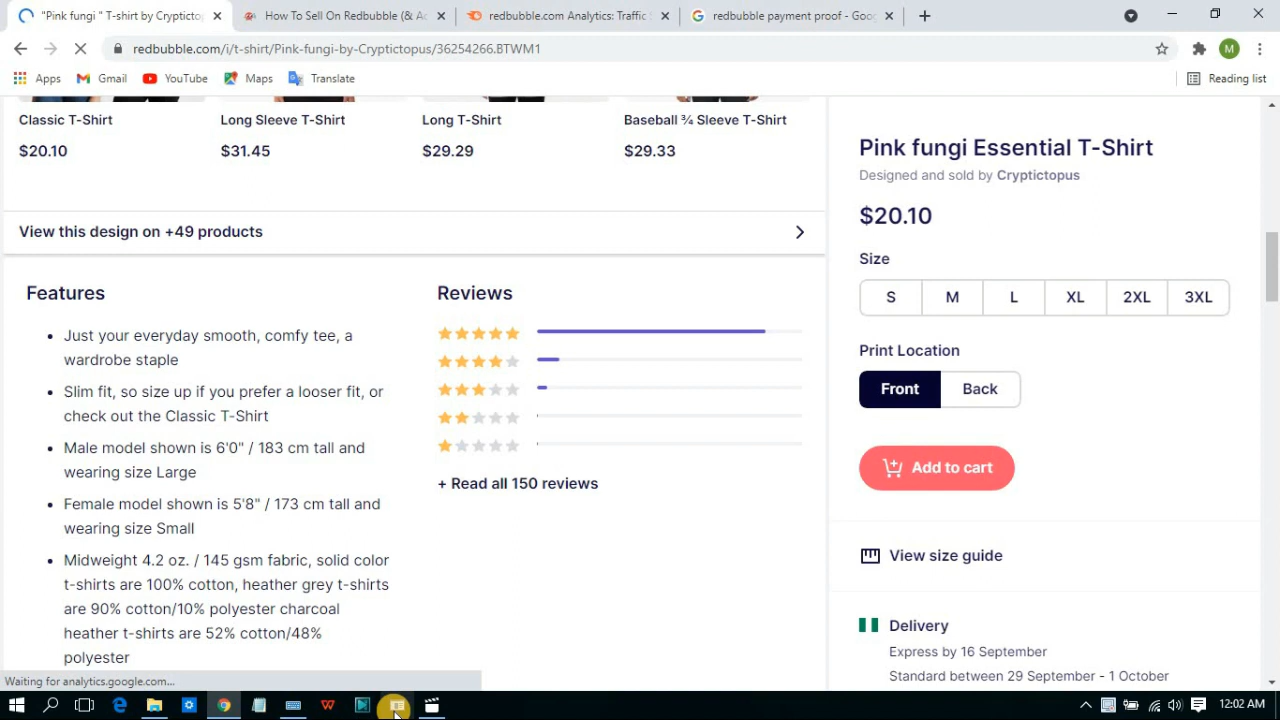 "Pink fungi " T-shirt by Cryptictop
How To Sell On Redbubble (& Ac
redbubble.com Analytics: Traffic S
redbubble payment proof - Goog
redbubble.com/i/t-shirt/Pink-fungi-by-Cryptictopus/36254266.BTWM1
M
Apps
Gmail
YouTube
Maps
Translate
Reading list
Classic T-Shirt
Long Sleeve T-Shirt
Long T-Shirt
Baseball ¾ Sleeve T-Shirt
$20.10
$31.45
$29.29
$29.33
View this design on +49 products
Features
Just your everyday smooth, comfy tee, a
wardrobe staple
Slim fit, so size up if you prefer a looser fit, or
check out the Classic T-Shirt
Male model shown is 6'0" / 183 cm tall and
wearing size Large
Female model shown is 5'8" / 173 cm tall and
wearing size Small
Midweight 4.2 oz. / 145 gsm fabric, solid color
t-shirts are 100% cotton, heather grey t-shirts
are 90% cotton/10% polyester charcoal
heather t-shirts are 52% cotton/48%
polyester
Reviews
+ Read all 150 reviews
Pink fungi Essential T-Shirt
Designed and sold by Cryptictopus
$20.10
Size
S
M
L
XL
2XL
3XL
Print Location
Front
Back
Add to cart
View size guide
Delivery
Express by 16 September
Standard between 29 September - 1 October
Waiting for analytics.google.com...
12:02 AM